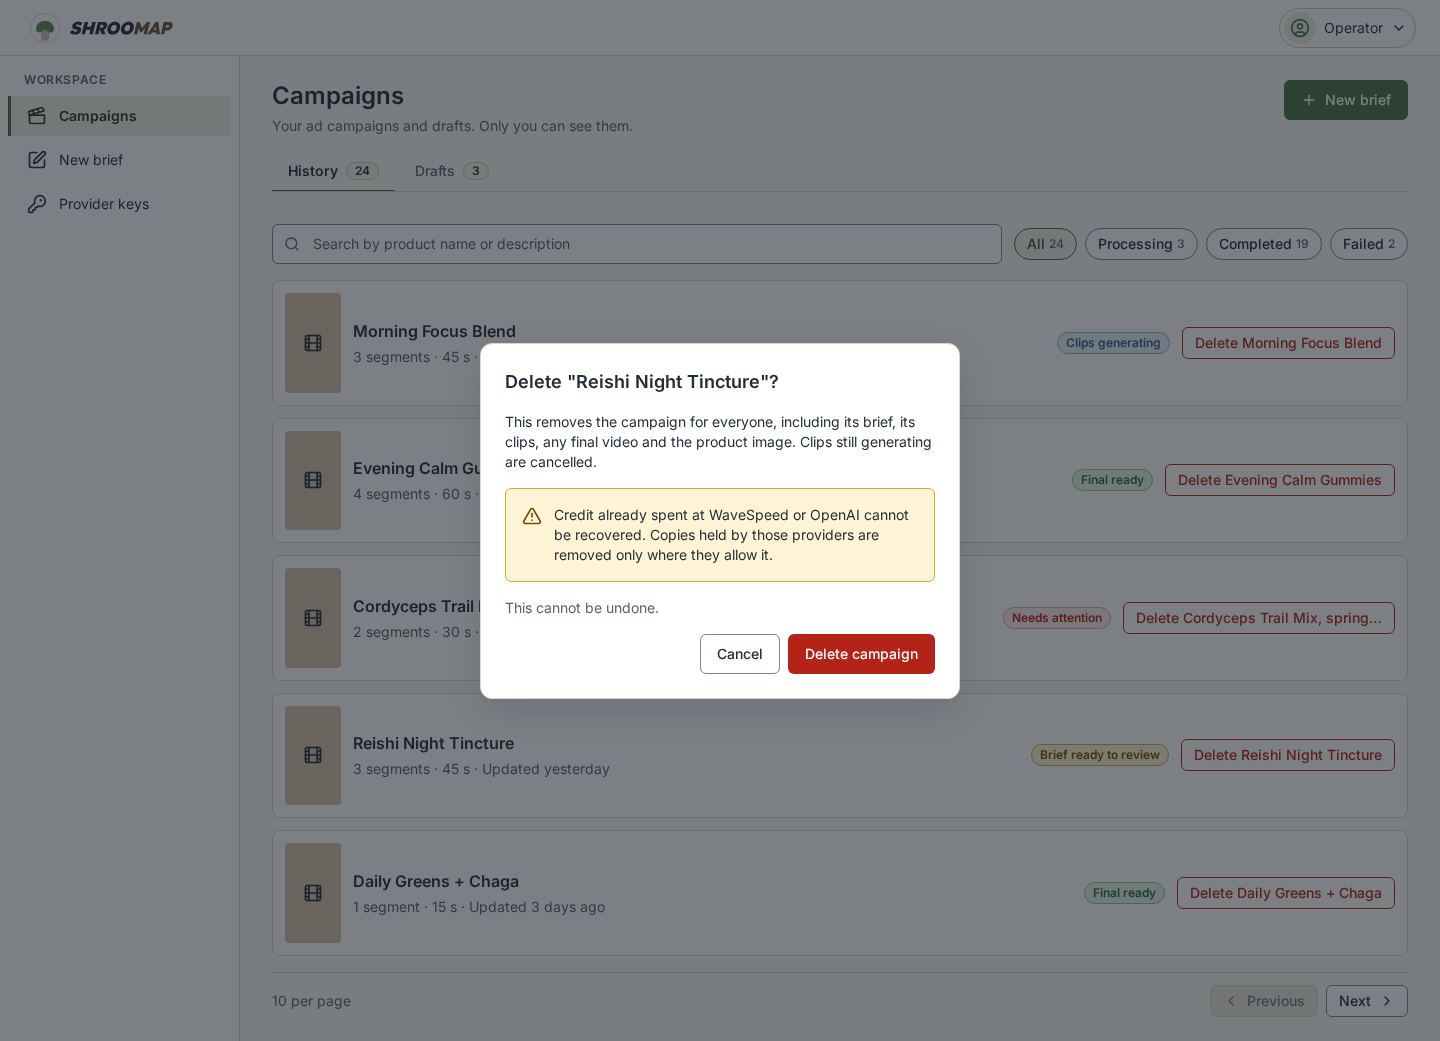 SHROOMAP
Operator
WORKSPACE
Campaigns
New brief
Provider keys
Campaigns
Your ad campaigns and drafts. Only you can see them.
New brief
History 24
Drafts 3
Search by product name or description
All 24
Processing 3
Completed 19
Failed 2
Morning Focus Blend
3 segments · 45 s ·
Clips generating
Delete Morning Focus Blend
Evening Calm Gu
4 segments · 60 s ·
Final ready
Delete Evening Calm Gummies
Cordyceps Trail
2 segments · 30 s ·
Needs attention
Delete Cordyceps Trail Mix, spring...
Delete "Reishi Night Tincture"?
This removes the campaign for everyone, including its brief, its
clips, any final video and the product image. Clips still generating
are cancelled.
Credit already spent at WaveSpeed or OpenAI cannot
be recovered. Copies held by those providers are
removed only where they allow it.
This cannot be undone.
Cancel
Delete campaign
Reishi Night Tincture
3 segments · 45 s · Updated yesterday
Brief ready to review
Delete Reishi Night Tincture
Daily Greens + Chaga
1 segment · 15 s · Updated 3 days ago
Final ready
Delete Daily Greens + Chaga
10 per page
Previous
Next